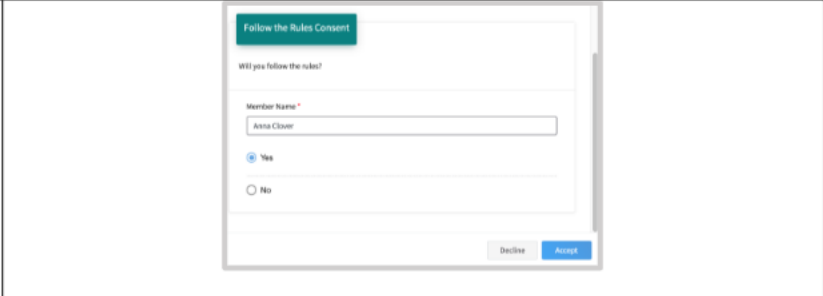 Follow the Rules Consent
Will you follow the rules?
Member Name *
Anna Clover
Yes
No
Decline
Accept